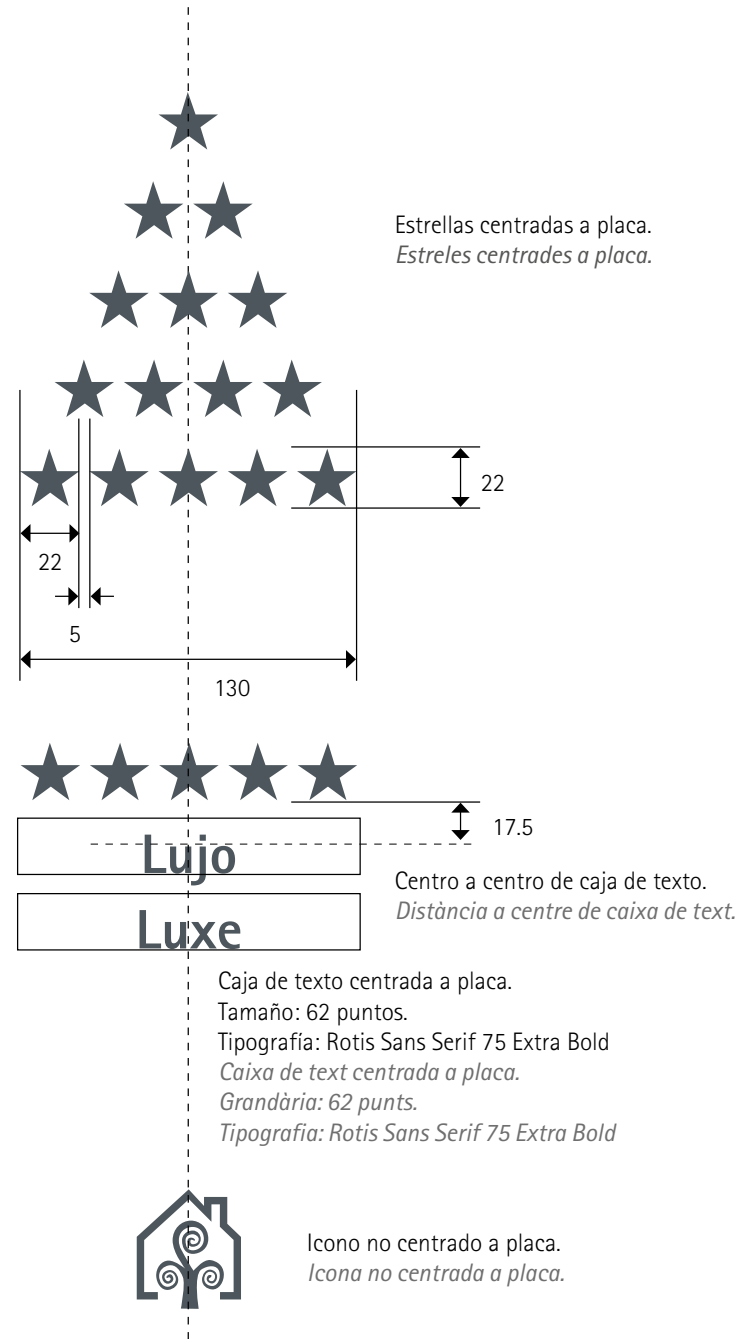 Estrellas centradas a placa.
Estreles centrades a placa.
22
22
5
130
17.5
Lujo
Centro a centro de caja de texto.
Distància a centre de caixa de text.
Luxe
Caja de texto centrada a placa.
Tamaño: 62 puntos.
Tipografía: Rotis Sans Serif 75 Extra Bold
Caixa de text centrada a placa.
Grandària: 62 punts.
Tipografia: Rotis Sans Serif 75 Extra Bold
Icono no centrado a placa.
Icona no centrada a placa.